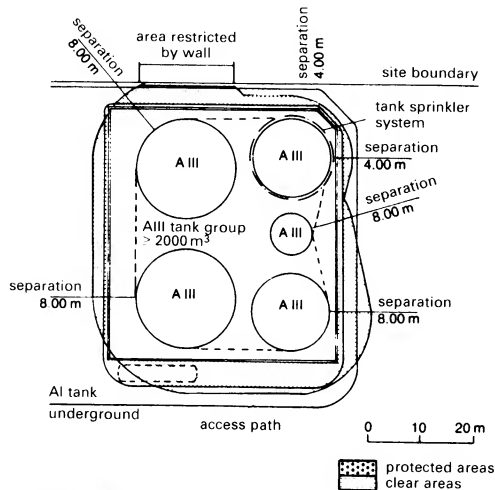 separation
8.00 m
area restricted
by wall
separation
4.00 m
site boundary
tank sprinkler
system
A III
A III
separation
4.00 m
separation
8.00 m
A III
AIII tank group
≥ 2000 m³
A III
A III
separation
8.00 m
separation
8.00 m
AI tank
underground
access path
0 10 20 m
protected areas
clear areas